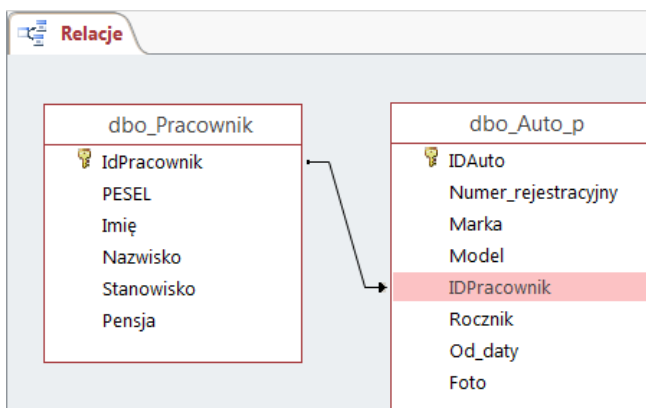 Relacje
dbo_Pracownik
IdPracownik
PESEL
Imię
Nazwisko
Stanowisko
Pensja
dbo_Auto_p
IDAuto
Numer_rejestracyjny
Marka
Model
IDPracownik
Rocznik
Od_daty
Foto